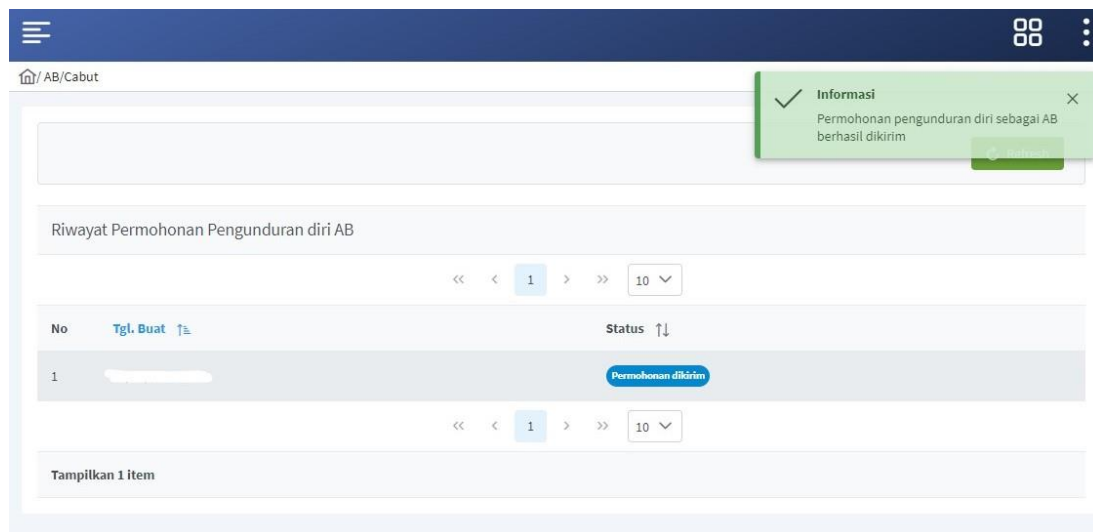 / AB/Cabut
Informasi
Permohonan pengunduran diri sebagai AB
berhasil dikirim
Refresh
Riwayat Permohonan Pengunduran diri AB
<< < 1 > >> 10
No Tgl. Buat Status
1 Permohonan dikirim
<< < 1 > >> 10
Tampilkan 1 item